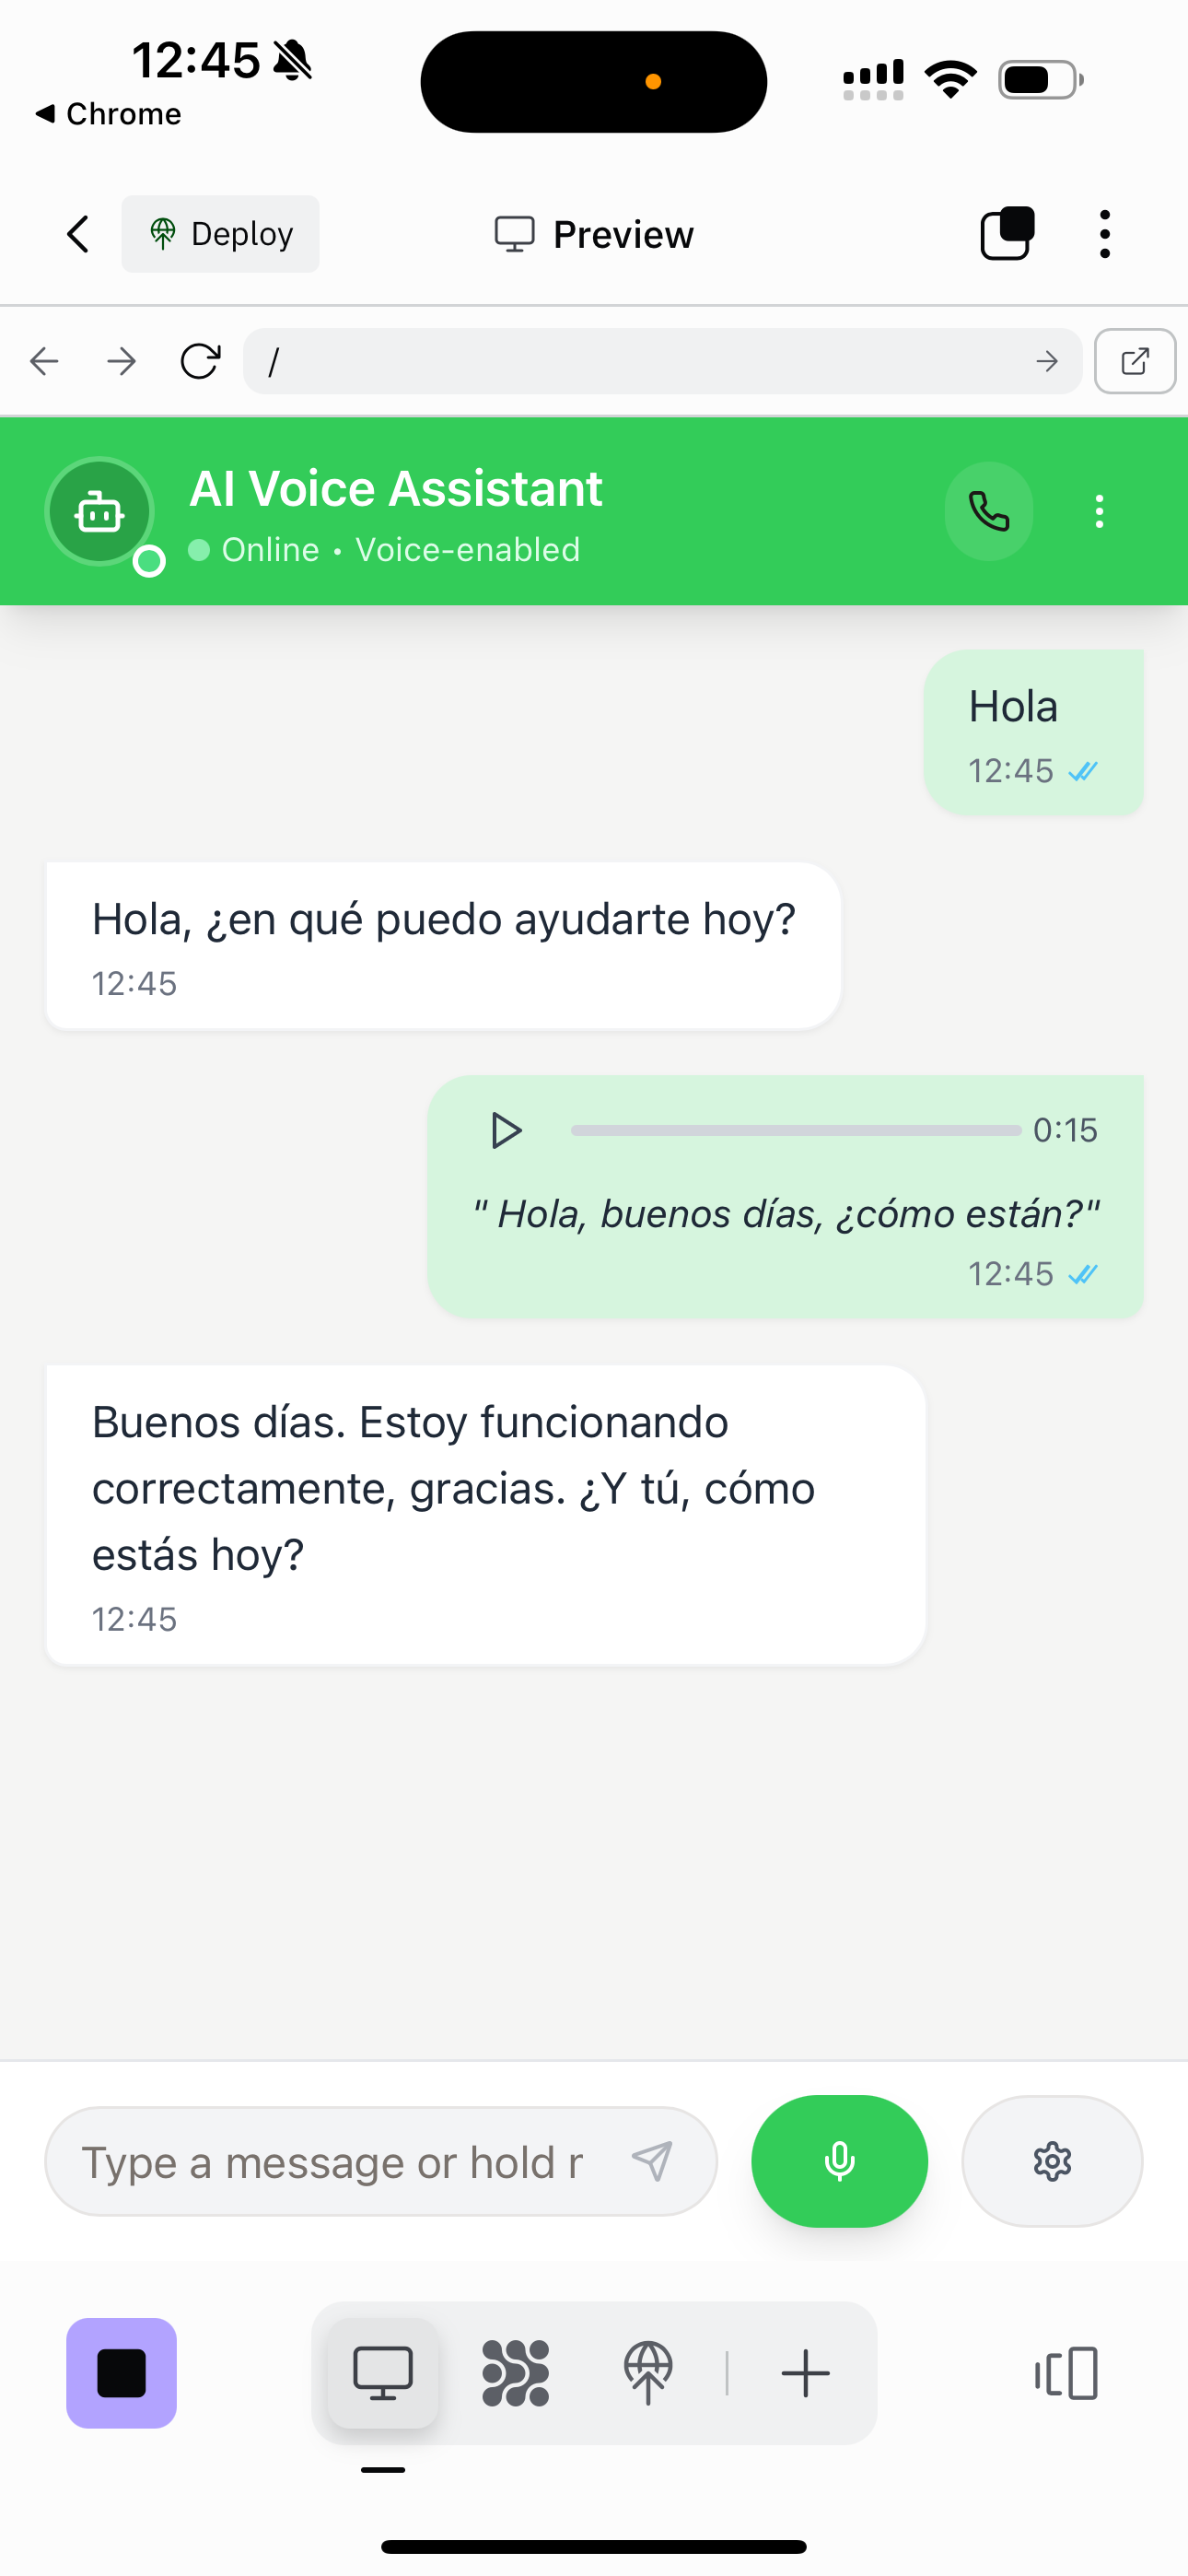 12:45
Chrome
Deploy
Preview
/
AI Voice Assistant
Online • Voice-enabled
Hola
12:45
Hola, ¿en qué puedo ayudarte hoy?
12:45
0:15
" Hola, buenos días, ¿cómo están?"
12:45
Buenos días. Estoy funcionando
correctamente, gracias. ¿Y tú, cómo
estás hoy?
12:45
Type a message or hold r